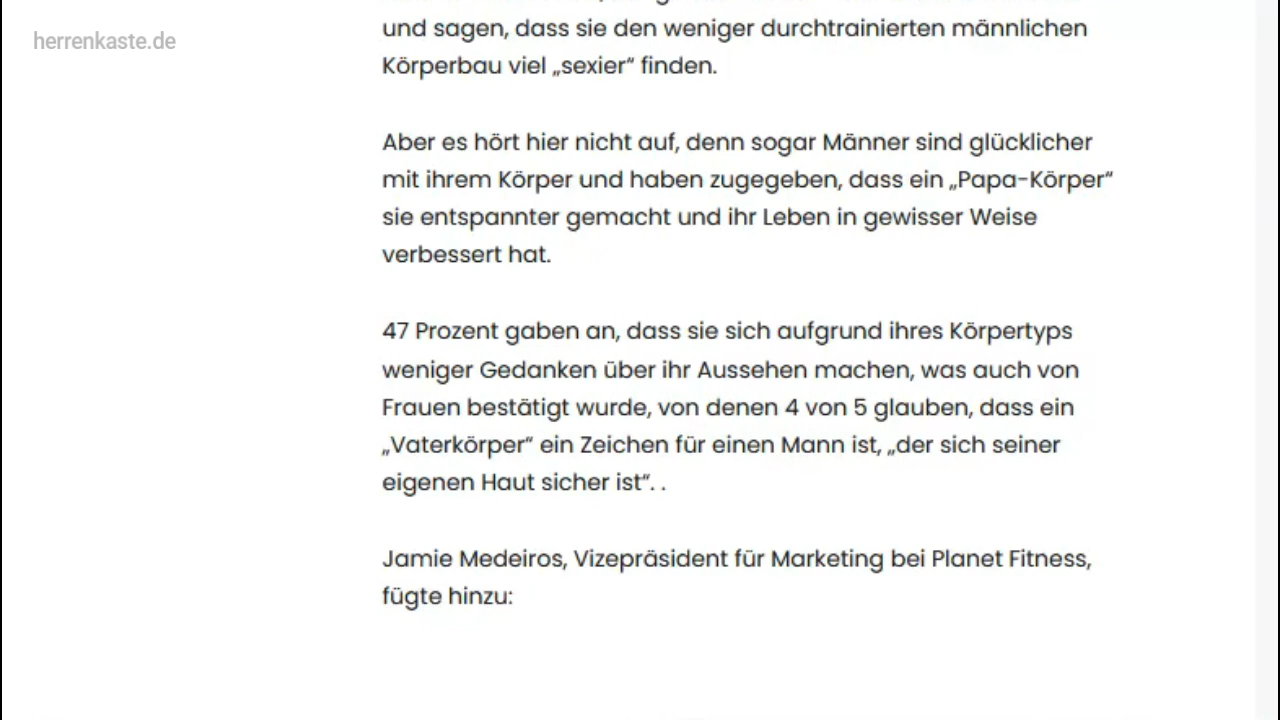 herrenkaste.de
und sagen, dass sie den weniger durchtrainierten männlichen
Körperbau viel „sexier“ finden.
Aber es hört hier nicht auf, denn sogar Männer sind glücklicher
mit ihrem Körper und haben zugegeben, dass ein „Papa-Körper“
sie entspannter gemacht und ihr Leben in gewisser Weise
verbessert hat.
47 Prozent gaben an, dass sie sich aufgrund ihres Körpertyps
weniger Gedanken über ihr Aussehen machen, was auch von
Frauen bestätigt wurde, von denen 4 von 5 glauben, dass ein
„Vaterkörper“ ein Zeichen für einen Mann ist, „der sich seiner
eigenen Haut sicher ist“. .
Jamie Medeiros, Vizepräsident für Marketing bei Planet Fitness,
fügte hinzu: